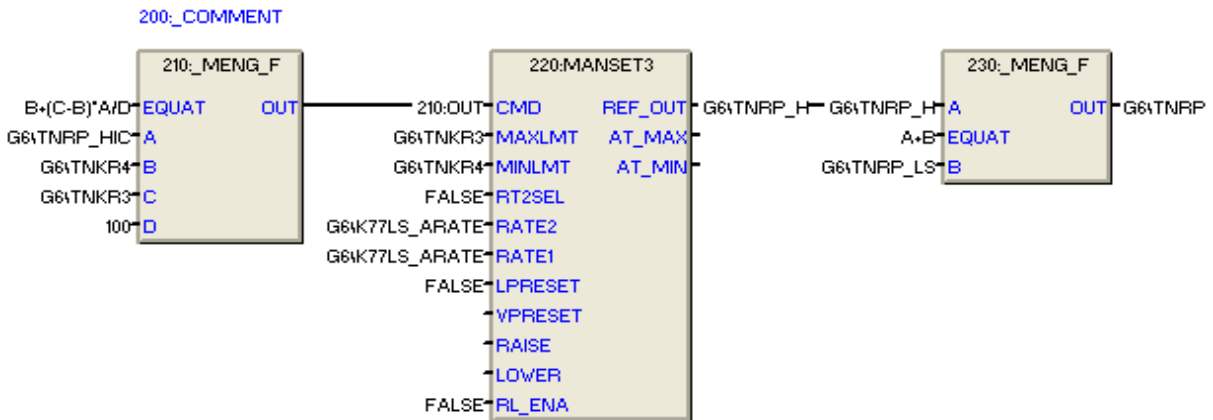 200:_COMMENT
210:_MENG_F
B+(C-B)*A/D EQUAT OUT
G6\TNRP_HIC A
G6\TNKR4 B
G6\TNKR3 C
100 D
220:MANSET3
210:OUT CMD REF_OUT G6\TNRP_H
G6\TNKR3 MAXLMT AT_MAX
G6\TNKR4 MINLMT AT_MIN
FALSE RT2SEL
G6\K77LS_ARATE RATE2
G6\K77LS_ARATE RATE1
FALSE LPRESET
VPRESET
RAISE
LOWER
FALSE RL_ENA
230:_MENG_F
G6\TNRP_H A OUT G6\TNRP
A+B EQUAT
G6\TNRP_LS B